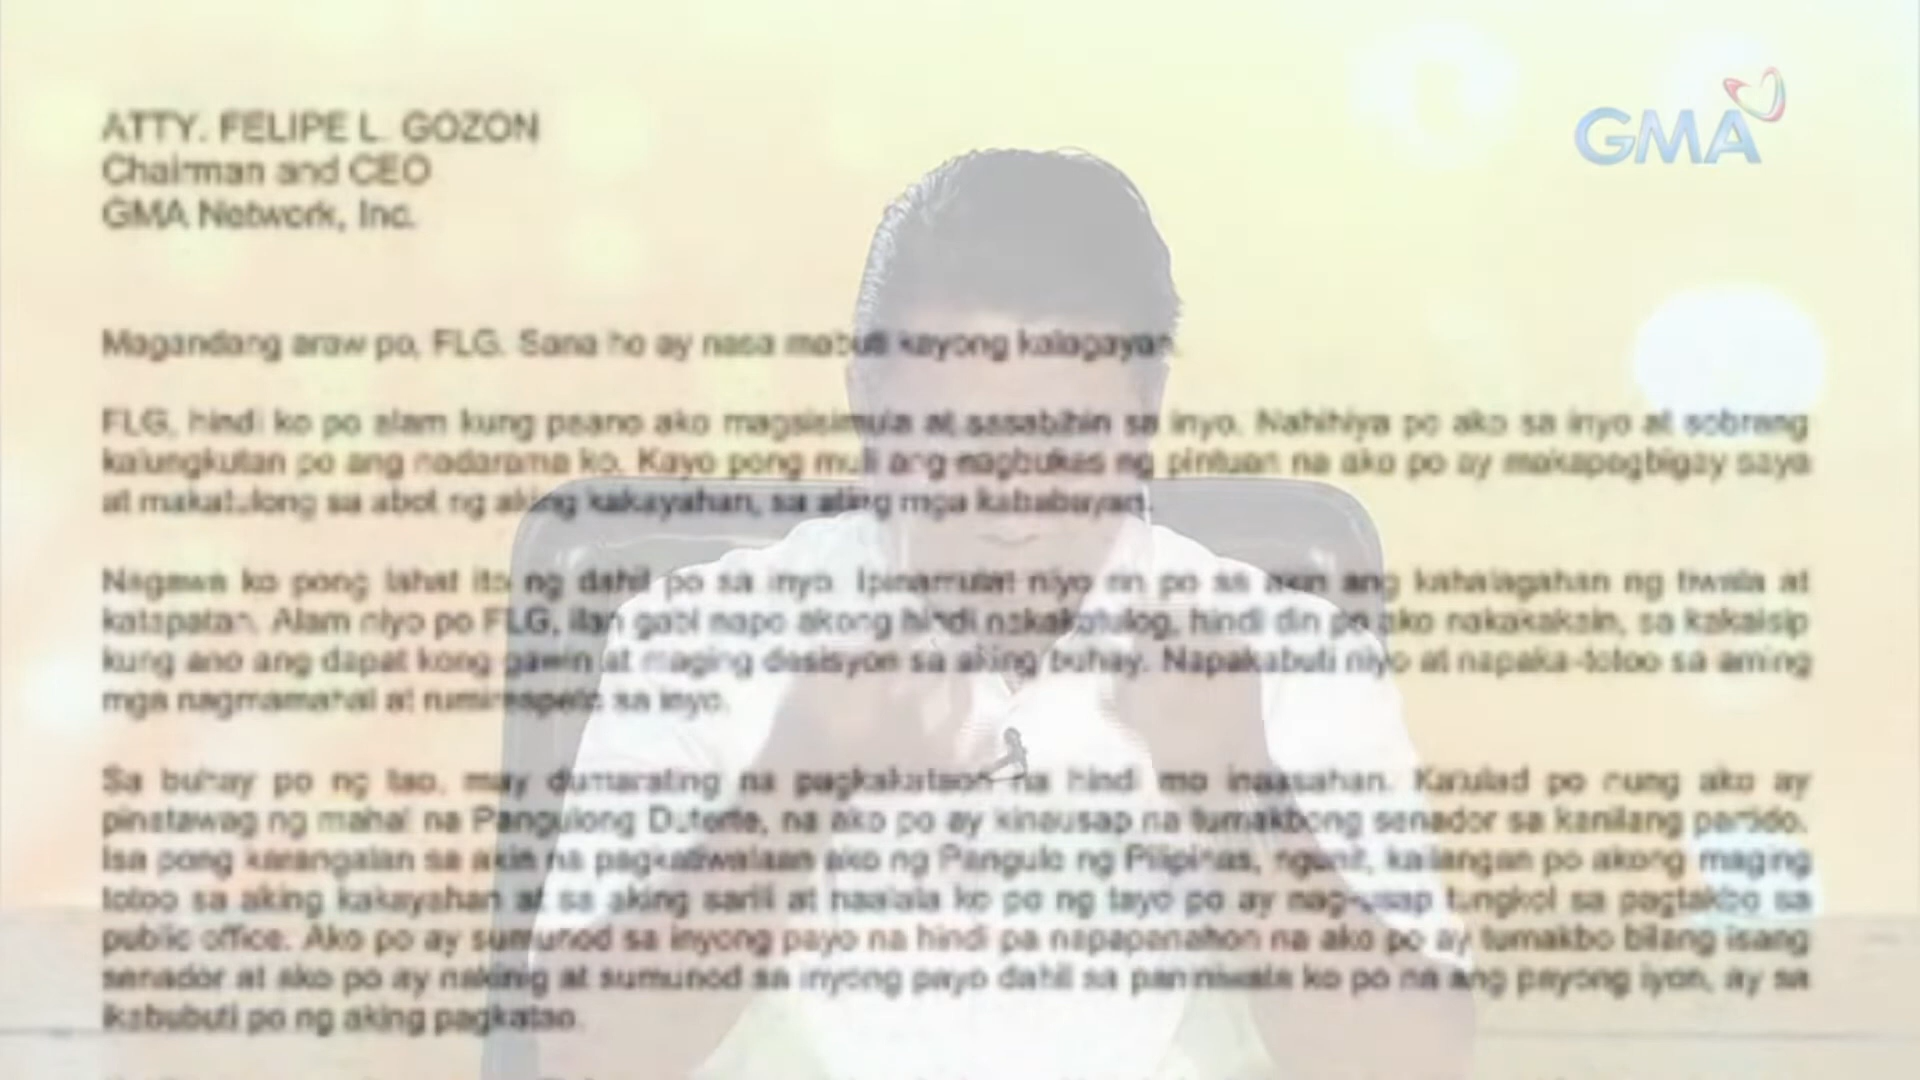 GMA
ATTY. FELIPE L. GOZON
Chairman and CEO
GMA Network, Inc.
Magandang araw po, FLG. Sana ho ay nasa mabuti kayong kalagayan.
FLG, hindi ko po alam kung paano ako magsisimula at sasabihin sa inyo. Nahihiya po ako sa inyo at sobrang
kalungkutan po ang nadarama ko. Kayo pong muli ang nagbukas ng pintuan na ako po ay makapagbigay saya
at makatulong sa abot ng aking kakayahan, sa ating mga kababayan.
Nagawa ko pong lahat ito ng dahil po sa inyo. Ipinamulat niyo rin po sa akin ang kahalagahan ng tiwala at
katapatan. Alam niyo po FLG, ilan gabi napo akong hindi nakakatulog, hindi din po ako nakakakain, sa kakaisip
kung ano ang dapat kong gawin at maging desisyon sa aking buhay. Napakabuti niyo at napaka-totoo sa aming
mga nagmamahal at rumirespeto sa inyo.
Sa buhay po ng tao, may dumarating na pagkakataon na hindi mo inaasahan. Katulad po nung ako ay
pinatawag ng mahal na Pangulong Duterte, na ako po ay kinausap na tumakbong senador sa kanilang partido.
Isa pong karangalan sa akin na pagkatiwalaan ako ng Pangulo ng Pilipinas, ngunit, kailangan po akong maging
totoo sa aking kakayahan at sa aking sarili at naalala ko po ng tayo po ay nag-usap tungkol sa pagtakbo sa
public office. Ako po ay sumunod sa inyong payo na hindi pa napapanahon na ako po ay tumakbo bilang isang
senador at ako po ay nakinig at sumunod sa inyong payo dahil sa paniniwala ko po na ang payong iyon, ay sa
ikabubuti po ng aking pagkatao.